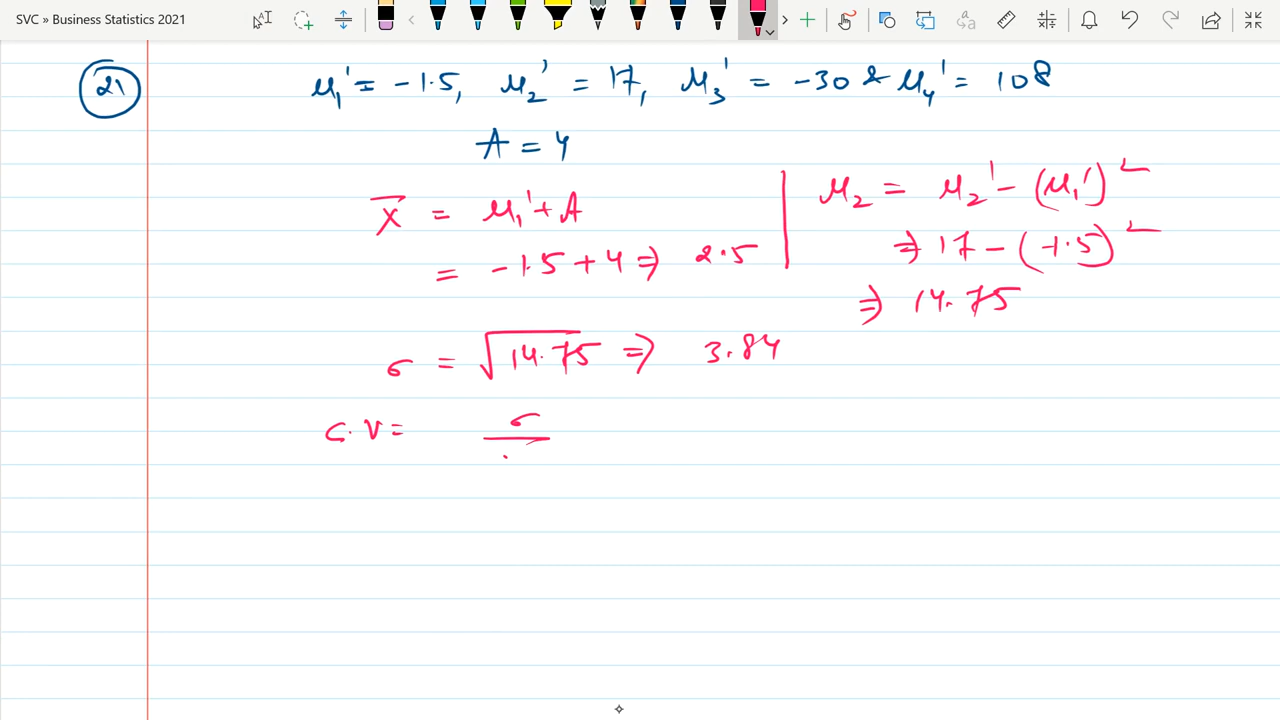 SVC » Business Statistics 2021
21 μ₁' = -1.5, μ₂' = 17, μ₃' = -30 & μ₄' = 108
A = 4
X̄ = μ₁' + A
= -1.5 + 4 ⇒ 2.5
μ₂ = μ₂' - (μ₁')²
⇒ 17 - (-1.5)²
⇒ 14.75
σ = √14.75 ⇒ 3.84
C.V = σ/